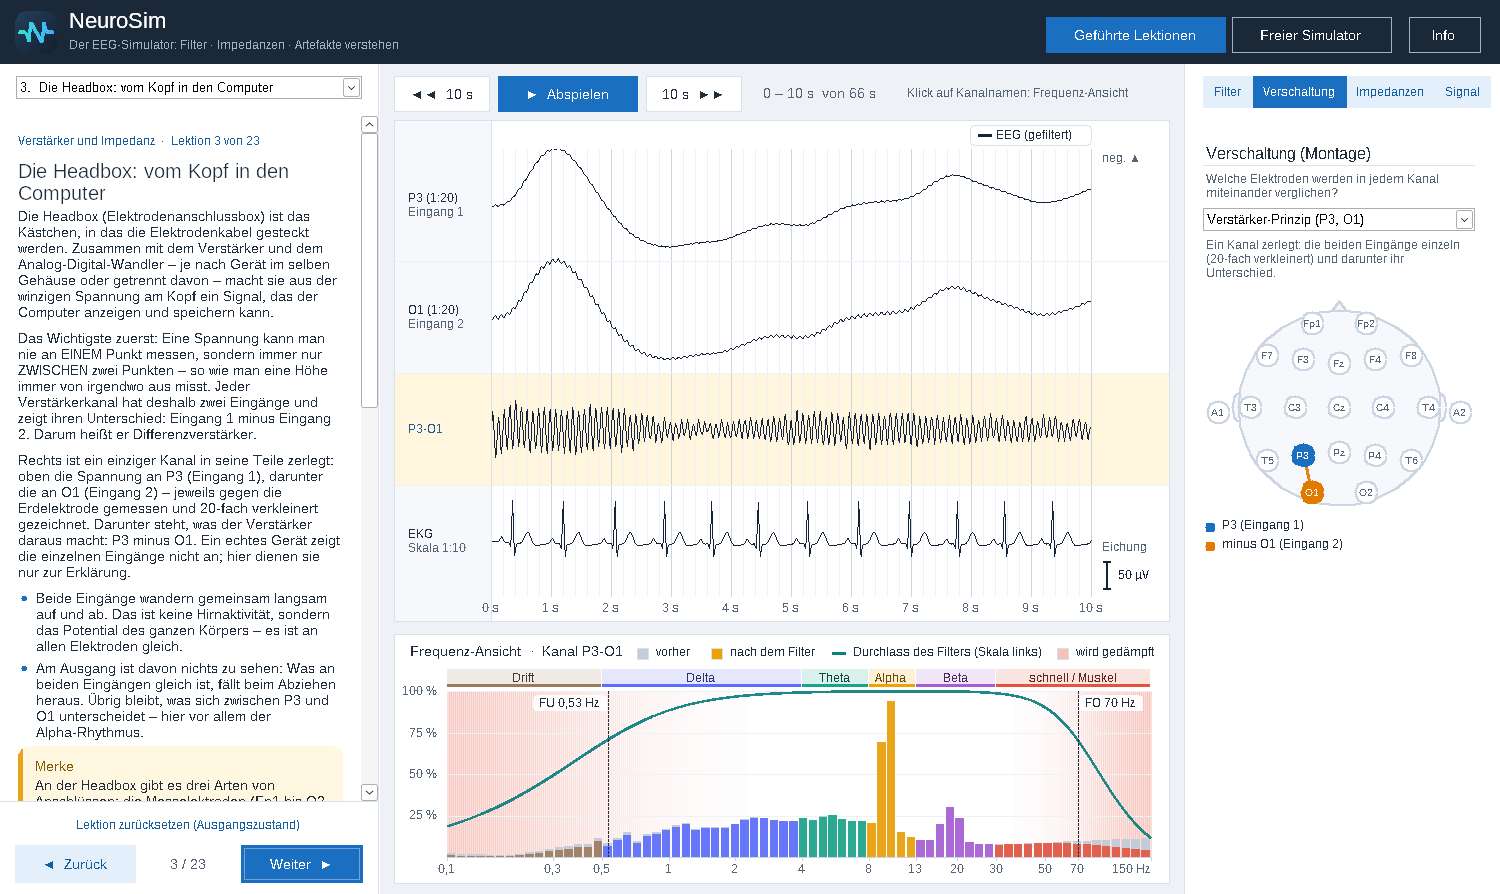 NeuroSim
Der EEG-Simulator: Filter · Impedanzen · Artefakte verstehen
Geführte Lektionen
Freier Simulator
Info
3. Die Headbox: vom Kopf in den Computer
Verstärker und Impedanz · Lektion 3 von 23
Die Headbox: vom Kopf in den
Computer
Die Headbox (Elektrodenanschlussbox) ist das
Kästchen, in das die Elektrodenkabel gesteckt
werden. Zusammen mit dem Verstärker und dem
Analog-Digital-Wandler – je nach Gerät im selben
Gehäuse oder getrennt davon – macht sie aus der
winzigen Spannung am Kopf ein Signal, das der
Computer anzeigen und speichern kann.
Das Wichtigste zuerst: Eine Spannung kann man
nie an EINEM Punkt messen, sondern immer nur
ZWISCHEN zwei Punkten – so wie man eine Höhe
immer von irgendwo aus misst. Jeder
Verstärkerkanal hat deshalb zwei Eingänge und
zeigt ihren Unterschied: Eingang 1 minus Eingang
2. Darum heißt er Differenzverstärker.
Rechts ist ein einziger Kanal in seine Teile zerlegt:
oben die Spannung an P3 (Eingang 1), darunter
die an O1 (Eingang 2) – jeweils gegen die
Erdelektrode gemessen und 20-fach verkleinert
gezeichnet. Darunter steht, was der Verstärker
daraus macht: P3 minus O1. Ein echtes Gerät zeigt
die einzelnen Eingänge nicht an; hier dienen sie
nur zur Erklärung.
Beide Eingänge wandern gemeinsam langsam
auf und ab. Das ist keine Hirnaktivität, sondern
das Potential des ganzen Körpers – es ist an
allen Elektroden gleich.
Am Ausgang ist davon nichts zu sehen: Was an
beiden Eingängen gleich ist, fällt beim Abziehen
heraus. Übrig bleibt, was sich zwischen P3 und
O1 unterscheidet – hier vor allem der
Alpha-Rhythmus.
Merke
An der Headbox gibt es drei Arten von
Anschlüssen: die Messelektroden (Fp1 bis O2
Lektion zurücksetzen (Ausgangszustand)
◄ Zurück
3 / 23
Weiter ►
◄◄ 10 s
► Abspielen
10 s ►►
0 – 10 s von 66 s
Klick auf Kanalnamen: Frequenz-Ansicht
EEG (gefiltert)
neg. ▲
P3 (1:20)
Eingang 1
O1 (1:20)
Eingang 2
P3-O1
EKG
Skala 1:10
Eichung
50 µV
0 s 1 s 2 s 3 s 4 s 5 s 6 s 7 s 8 s 9 s 10 s
Frequenz-Ansicht · Kanal P3-O1
vorher
nach dem Filter
Durchlass des Filters (Skala links)
wird gedämpft
Drift Delta Theta Alpha Beta schnell / Muskel
100 %
FU 0,53 Hz
FO 70 Hz
75 %
50 %
25 %
0,1 0,3 0,5 1 2 4 8 13 20 30 50 70 150 Hz
Filter
Verschaltung
Impedanzen
Signal
Verschaltung (Montage)
Welche Elektroden werden in jedem Kanal
miteinander verglichen?
Verstärker-Prinzip (P3, O1)
Ein Kanal zerlegt: die beiden Eingänge einzeln
(20-fach verkleinert) und darunter ihr
Unterschied.
Fp1 Fp2
F7 F3 Fz F4 F8
A1 T3 C3 Cz C4 T4 A2
T5 P3 Pz P4 T6
O1 O2
P3 (Eingang 1)
minus O1 (Eingang 2)